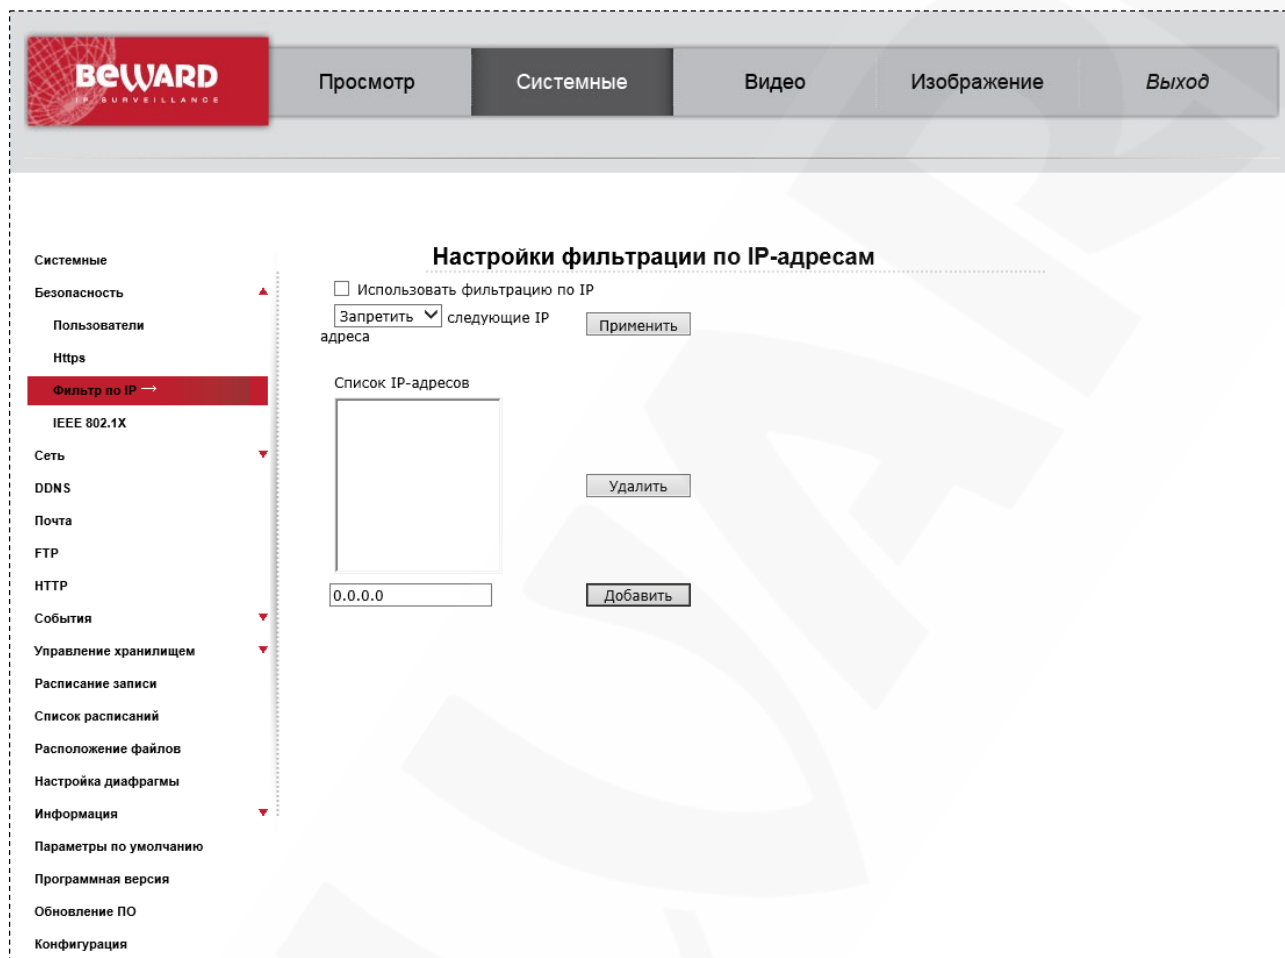 BEWARD
IP SURVEILLANCE
Просмотр
Системные
Видео
Изображение
Выход
Системные
Безопасность
Пользователи
Https
Фильтр по IP →
IEEE 802.1X
Сеть
DDNS
Почта
FTP
HTTP
События
Управление хранилищем
Расписание записи
Список расписаний
Расположение файлов
Настройка диафрагмы
Информация
Параметры по умолчанию
Программная версия
Обновление ПО
Конфигурация
Настройки фильтрации по IP-адресам
Использовать фильтрацию по IP
Запретить следующие IP
адреса
Применить
Список IP-адресов
Удалить
0.0.0.0
Добавить